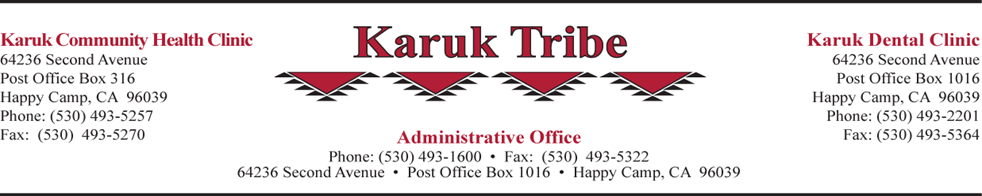 Karuk Community Health Clinic
64236 Second Avenue
Post Office Box 316
Happy Camp, CA  96039
Phone: (530) 493-5257
Fax:  (530)  493-5270
Karuk Tribe
Administrative Office
Phone: (530) 493-1600  •  Fax:  (530)  493-5322
64236 Second Avenue  •  Post Office Box 1016  •  Happy Camp, CA  96039
Karuk Dental Clinic
64236 Second Avenue
Post Office Box 1016
Happy Camp, CA  96039
Phone: (530) 493-2201
Fax: (530) 493-5364